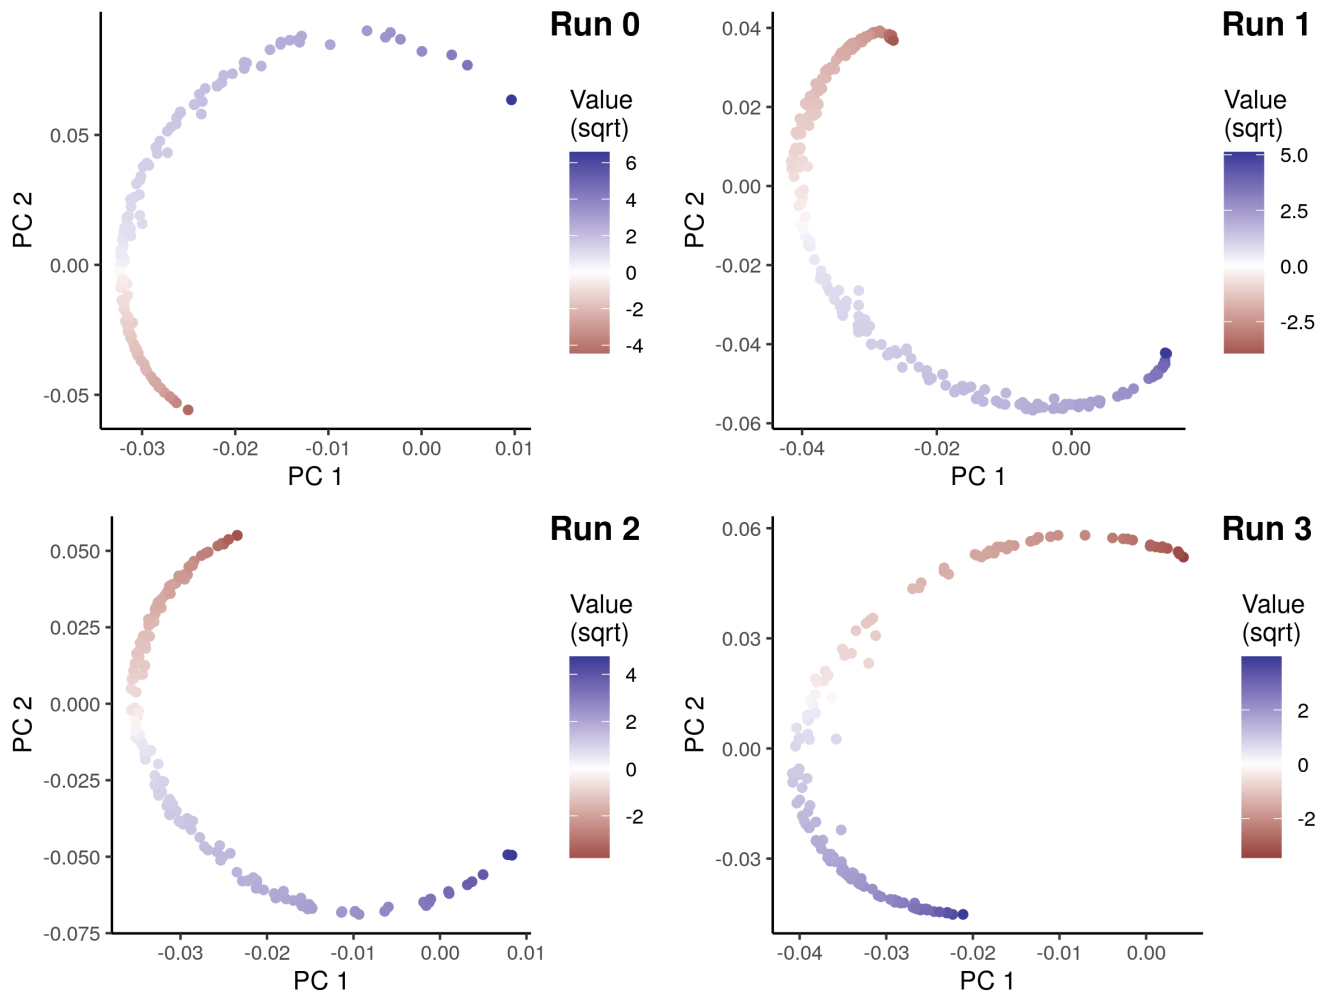 Run 0
Value
(sqrt)
6
4
2
0
-2
-4
0.05
0.00
-0.05
PC 2
-0.03
-0.02
-0.01
0.00
0.01
PC 1
Run 1
Value
(sqrt)
5.0
2.5
0.0
-2.5
0.04
0.02
0.00
-0.02
-0.04
-0.06
PC 2
-0.04
-0.02
0.00
PC 1
Run 2
Value
(sqrt)
4
2
0
-2
0.050
0.025
0.000
-0.025
-0.050
-0.075
PC 2
-0.03
-0.02
-0.01
0.00
0.01
PC 1
Run 3
Value
(sqrt)
2
0
-2
0.06
0.03
0.00
-0.03
PC 2
-0.04
-0.03
-0.02
-0.01
0.00
PC 1